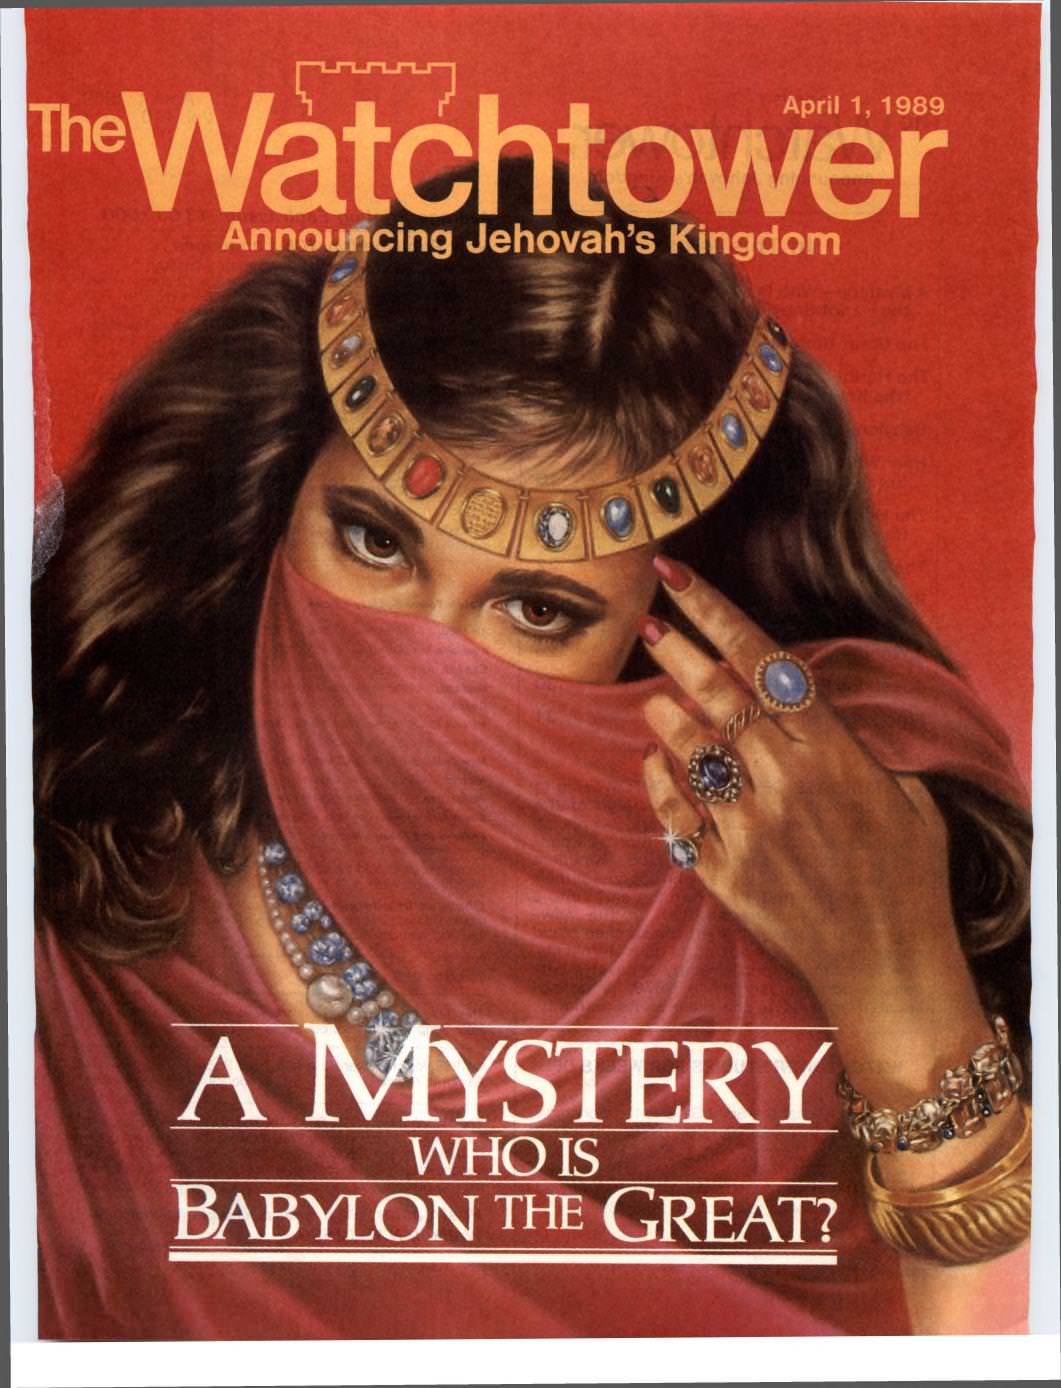 The Watchtower
April 1, 1989
Announcing Jehovah's Kingdom
A MYSTERY
WHO IS
BABYLON THE GREAT?